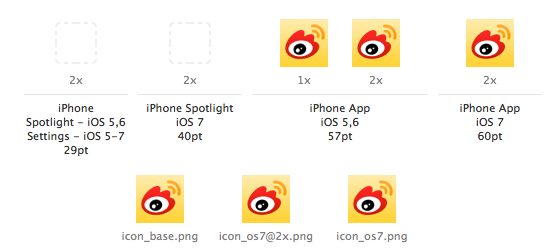 2x
2x
1x
2x
2x
iPhone
Spotlight – iOS 5,6
Settings – iOS 5–7
29pt
iPhone Spotlight
iOS 7
40pt
iPhone App
iOS 5,6
57pt
iPhone App
iOS 7
60pt
icon_base.png
icon_os7@2x.png
icon_os7.png